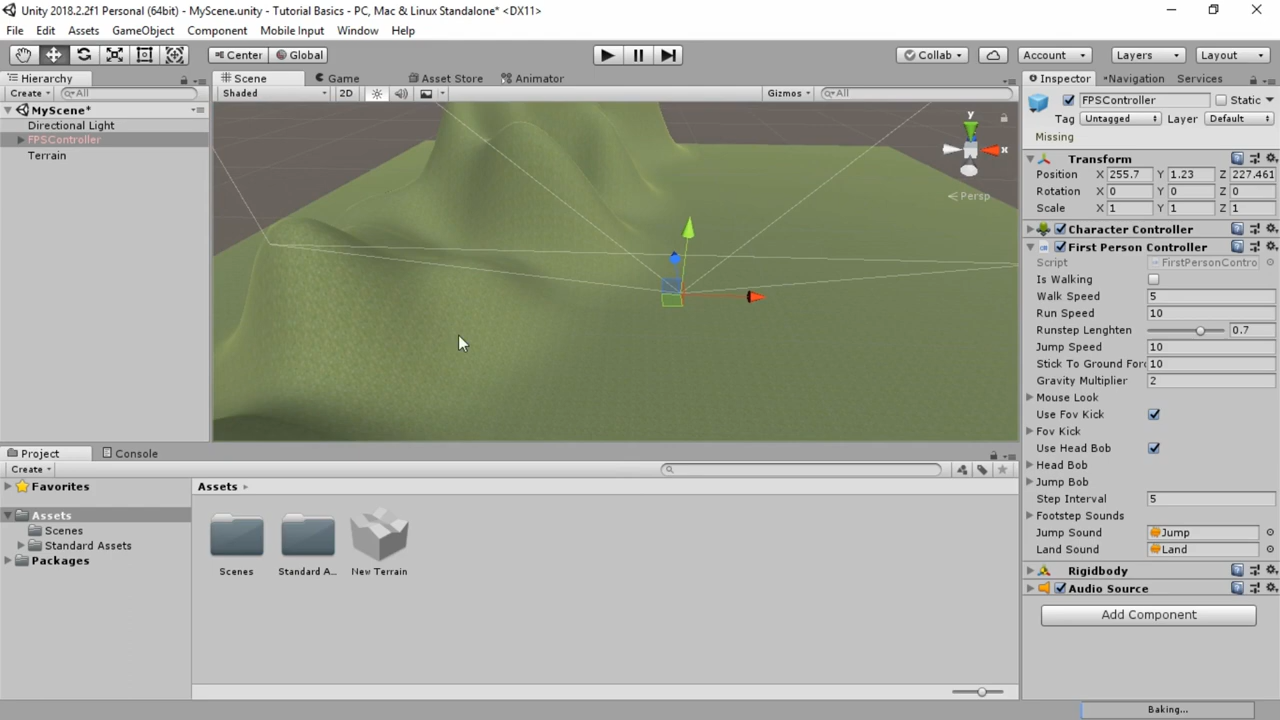 Unity 2018.2.2f1 Personal (64bit) - MyScene.unity - Tutorial Basics - PC, Mac & Linux Standalone* <DX11>
File Edit Assets GameObject Component Mobile Input Window Help
Center Global Collab Account Layers Layout
Hierarchy Scene Game Asset Store Animator Inspector Navigation Services
Create All Shaded 2D Gizmos All
FPSController Static
MyScene*
Directional Light
FPSController
Terrain
y
x
Persp
Tag Untagged Layer Default
Missing
Transform
Position X 255.7 Y 1.23 Z 227.461
Rotation X 0 Y 0 Z 0
Scale X 1 Y 1 Z 1
Character Controller
First Person Controller
Script FirstPersonContro
Is Walking
Walk Speed 5
Run Speed 10
Runstep Lenghten 0.7
Jump Speed 10
Stick To Ground For 10
Gravity Multiplier 2
Mouse Look
Use Fov Kick
Fov Kick
Use Head Bob
Head Bob
Jump Bob
Step Interval 5
Footstep Sounds
Jump Sound Jump
Land Sound Land
Rigidbody
Audio Source
Add Component
Project Console
Create
Favorites
Assets
Scenes
Standard Assets
Packages
Assets
Scenes Standard A... New Terrain
Baking...